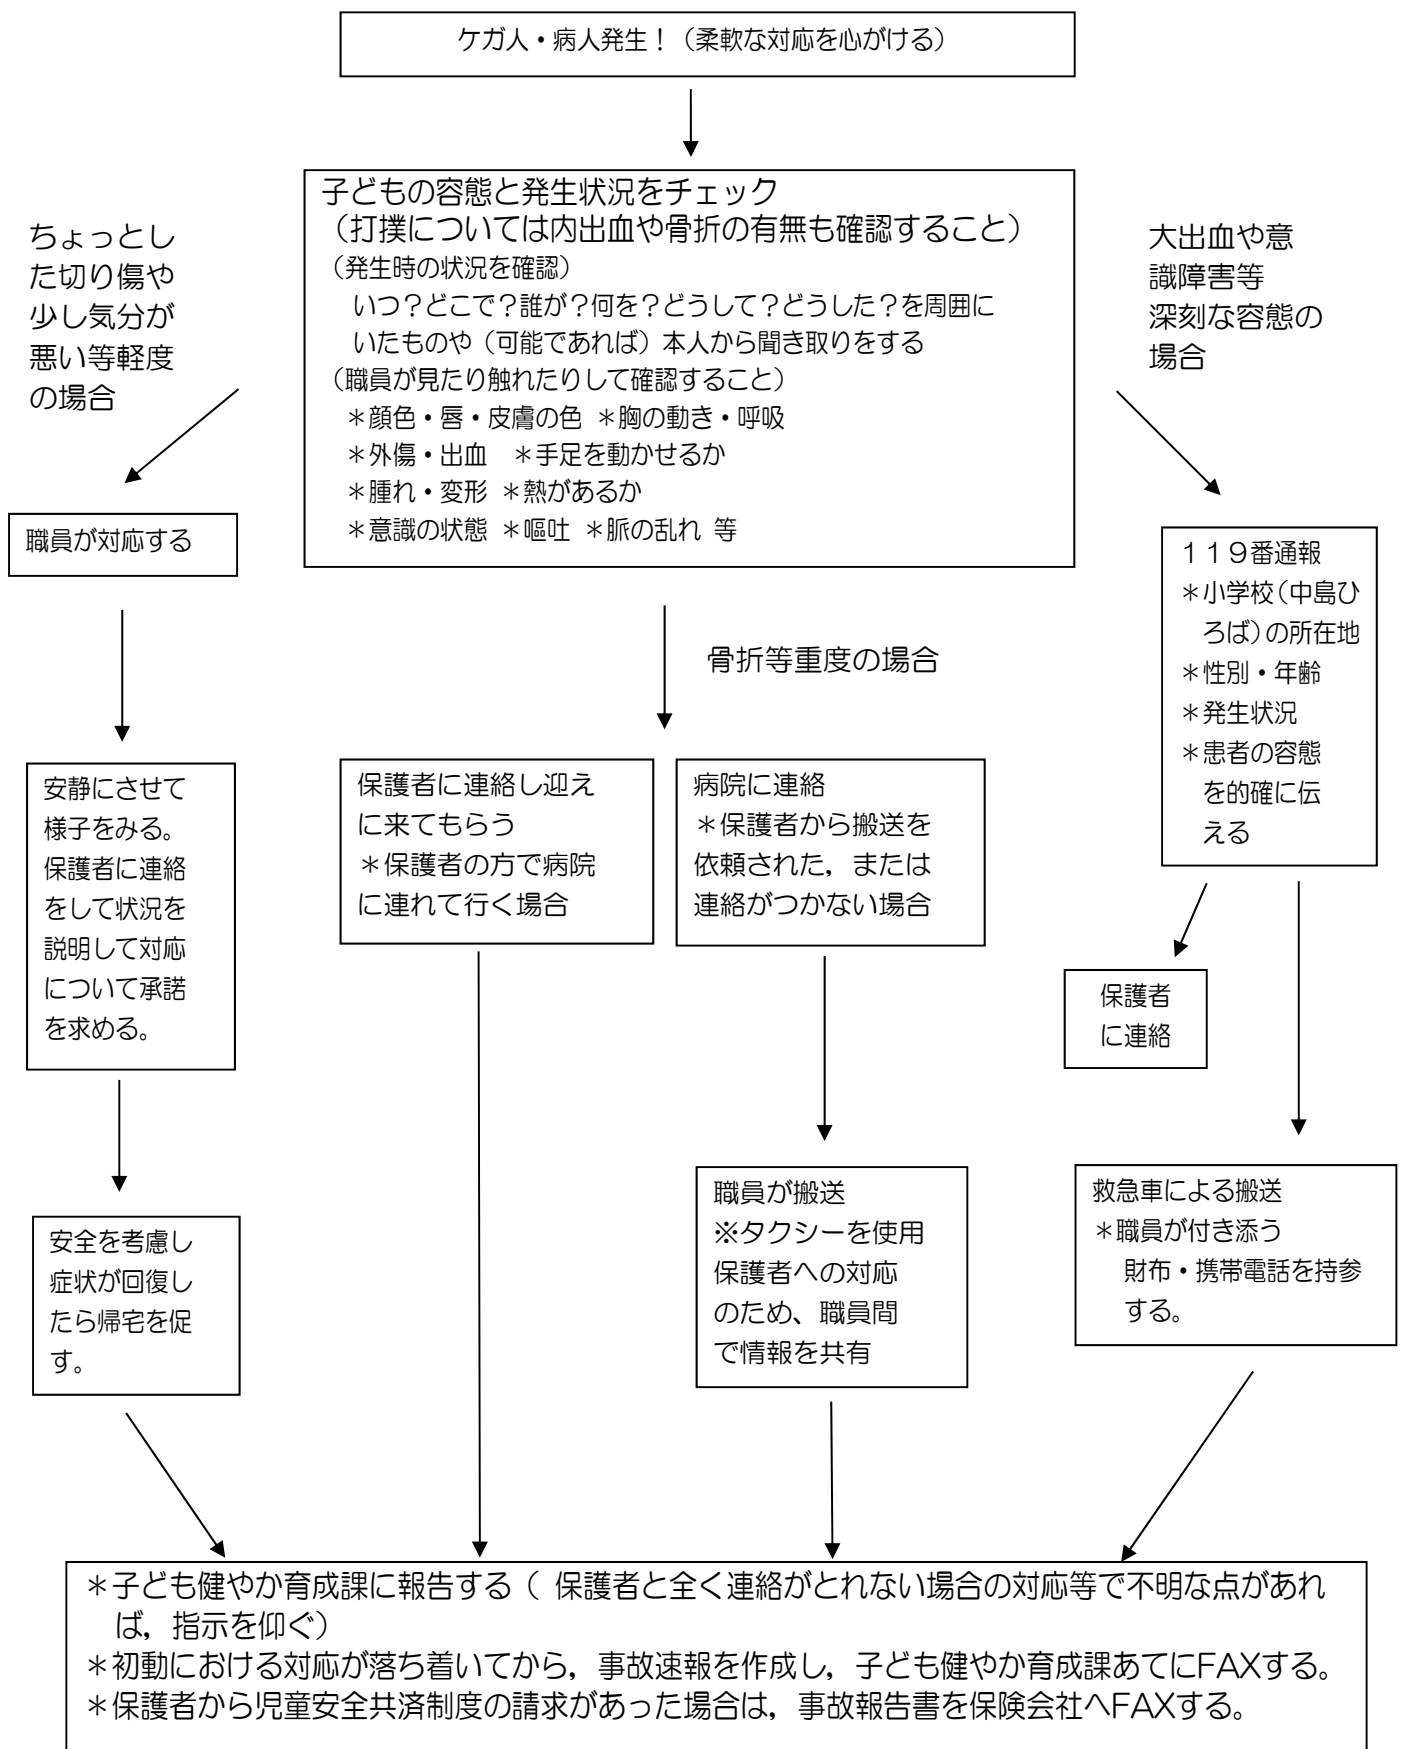 ケガ人・病人発生！（柔軟な対応を心がける）
子どもの容態と発生状況をチェック
（打撲については内出血や骨折の有無も確認すること）
（発生時の状況を確認）
いつ？どこで？誰が？何を？どうして？どうした？を周囲に
いたものや（可能であれば）本人から聞き取りをする
（職員が見たり触れたりして確認すること）
＊顔色・唇・皮膚の色 ＊胸の動き・呼吸
＊外傷・出血 ＊手足を動かせるか
＊腫れ・変形 ＊熱があるか
＊意識の状態 ＊嘔吐 ＊脈の乱れ 等
ちょっとし
た切り傷や
少し気分が
悪い等軽度
の場合
大出血や意
識障害等
深刻な容態の
場合
職員が対応する
１１９番通報
＊小学校（中島ひ
ろば）の所在地
＊性別・年齢
＊発生状況
＊患者の容態
を的確に伝
える
骨折等重度の場合
安静にさせて
様子をみる。
保護者に連絡
をして状況を
説明して対応
について承諾
を求める。
保護者に連絡し迎え
に来てもらう
＊保護者の方で病院
に連れて行く場合
病院に連絡
＊保護者から搬送を
依頼された，または
連絡がつかない場合
保護者
に連絡
安全を考慮し
症状が回復し
たら帰宅を促
す。
職員が搬送
※タクシーを使用
保護者への対応
のため、職員間
で情報を共有
救急車による搬送
＊職員が付き添う
財布・携帯電話を持参
する。
＊子ども健やか育成課に報告する（ 保護者と全く連絡がとれない場合の対応等で不明な点があれ
ば，指示を仰ぐ）
＊初動における対応が落ち着いてから，事故速報を作成し，子ども健やか育成課あてにFAXする。
＊保護者から児童安全共済制度の請求があった場合は，事故報告書を保険会社へFAXする。